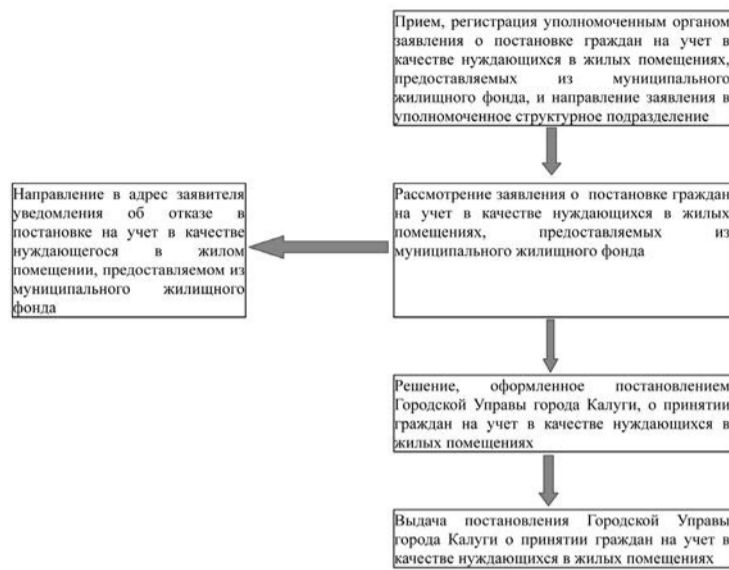 Прием, регистрация уполномоченным органом
заявления о постановке граждан на учет в
качестве нуждающихся в жилых помещениях,
предоставляемых из муниципального
жилищного фонда, и направление заявления в
уполномоченное структурное подразделение
Направление в адрес заявителя
уведомления об отказе в
постановке на учет в качестве
нуждающегося в жилом
помещении, предоставляемом из
муниципального жилищного
фонда
Рассмотрение заявления о постановке граждан
на учет в качестве нуждающихся в жилых
помещениях, предоставляемых из
муниципального жилищного фонда
Решение, оформленное постановлением
Городской Управы города Калуги, о принятии
граждан на учет в качестве нуждающихся в
жилых помещениях
Выдача постановления Городской Управы
города Калуги о принятии граждан на учет в
качестве нуждающихся в жилых помещениях